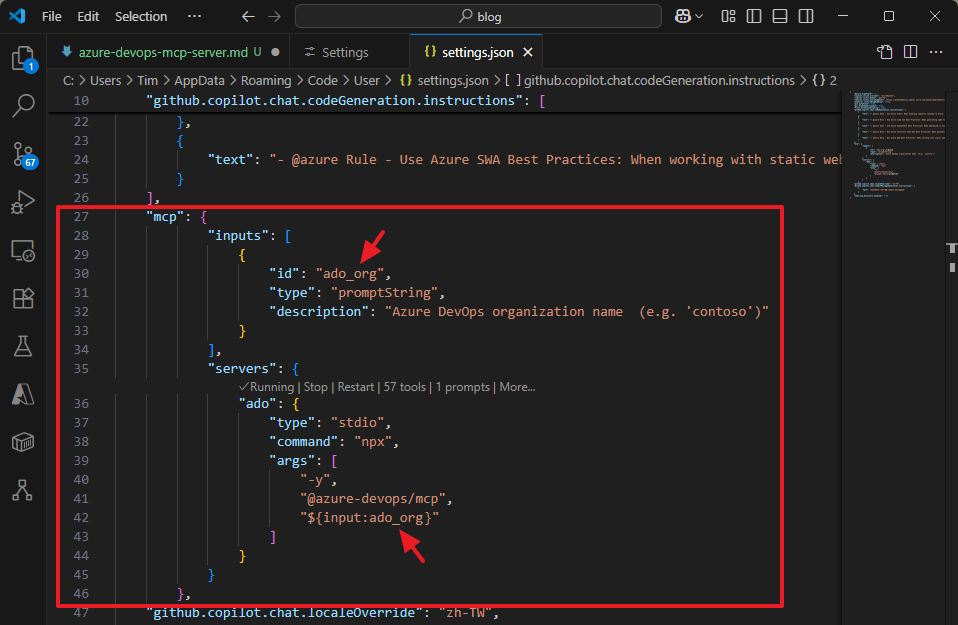 File Edit Selection ··· blog
azure-devops-mcp-server.md U Settings settings.json
C: > Users > Tim > AppData > Roaming > Code > User > {} settings.json > [ ] github.copilot.chat.codeGeneration.instructions > {} 2
1
67
10 "github.copilot.chat.codeGeneration.instructions": [
22 },
23 {
24 "text": "- @azure Rule - Use Azure SWA Best Practices: When working with static web
25 }
26 ],
27 "mcp": {
28 "inputs": [
29 {
30 "id": "ado_org",
31 "type": "promptString",
32 "description": "Azure DevOps organization name  (e.g. 'contoso')"
33 }
34 ],
35 "servers": {
✓Running | Stop | Restart | 57 tools | 1 prompts | More...
36 "ado": {
37 "type": "stdio",
38 "command": "npx",
39 "args": [
40 "-y",
41 "@azure-devops/mcp",
42 "${input:ado_org}"
43 ]
44 }
45 }
46 },
47 "github.copilot.chat.localeOverride": "zh-TW",